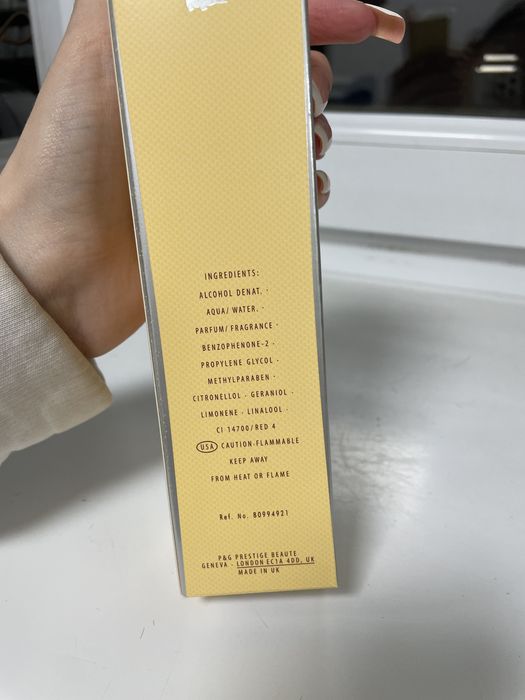 INGREDIENTS:
ALCOHOL DENAT. ·
AQUA/ WATER. ·
PARFUM/ FRAGRANCE ·
BENZOPHENONE-2 ·
PROPYLENE GLYCOL ·
METHYLPARABEN ·
CITRONELLOL · GERANIOL ·
LIMONENE · LINALOOL ·
CI 14700/RED 4
USA CAUTION-FLAMMABLE
KEEP AWAY
FROM HEAT OR FLAME
Ref. No. 80994921
P&G PRESTIGE BEAUTE
GENEVA - LONDON EC1A 4DD, UK
MADE IN UK